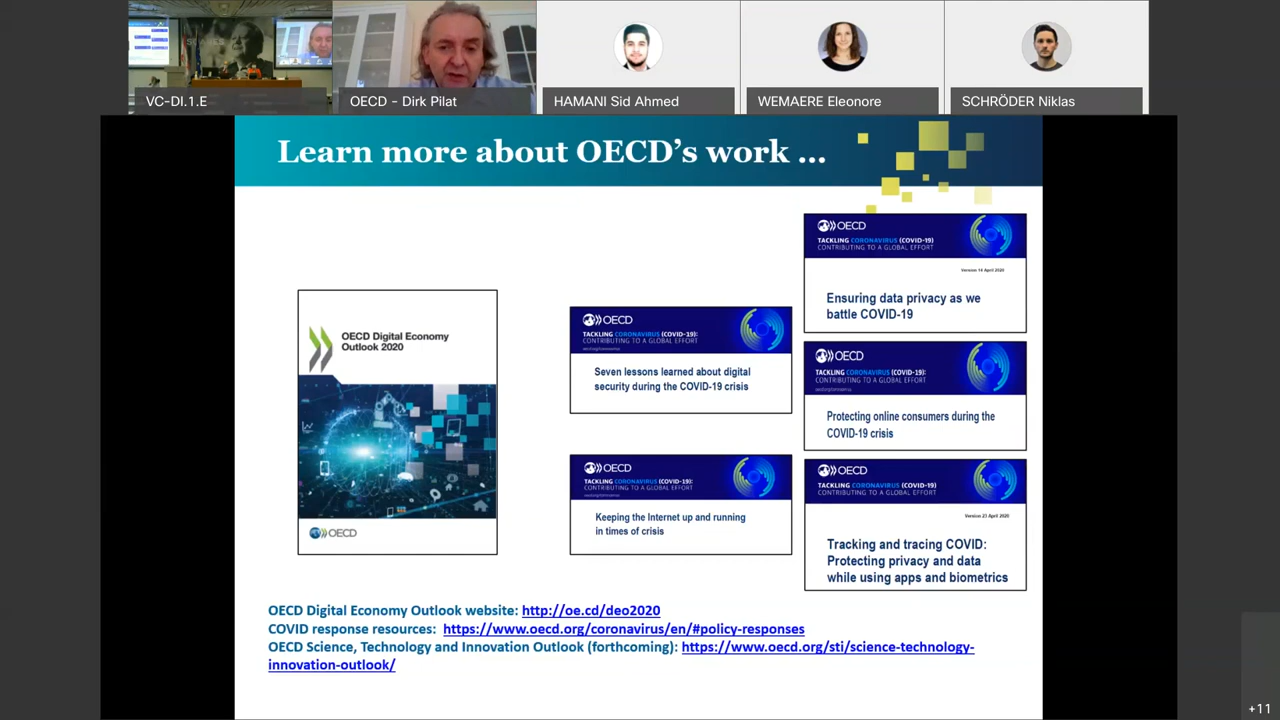 VC-DI.1.E
OECD - Dirk Pilat
HAMANI Sid Ahmed
WEMAERE Eleonore
SCHRÖDER Niklas
Learn more about OECD's work ...
OECD Digital Economy
Outlook 2020
OECD
OECD
TACKLING CORONAVIRUS (COVID-19):
CONTRIBUTING TO A GLOBAL EFFORT
Seven lessons learned about digital
security during the COVID-19 crisis
OECD
TACKLING CORONAVIRUS (COVID-19):
CONTRIBUTING TO A GLOBAL EFFORT
Keeping the Internet up and running
in times of crisis
OECD
TACKLING CORONAVIRUS (COVID-19)
CONTRIBUTING TO A GLOBAL EFFORT
Ensuring data privacy as we
battle COVID-19
OECD
TACKLING CORONAVIRUS (COVID-19):
CONTRIBUTING TO A GLOBAL EFFORT
Protecting online consumers during the
COVID-19 crisis
OECD
TACKLING CORONAVIRUS (COVID-19)
CONTRIBUTING TO A GLOBAL EFFORT
Version 23 April 2020
Tracking and tracing COVID:
Protecting privacy and data
while using apps and biometrics
OECD Digital Economy Outlook website: http://oe.cd/deo2020
COVID response resources: https://www.oecd.org/coronavirus/en/#policy-responses
OECD Science, Technology and Innovation Outlook (forthcoming): https://www.oecd.org/sti/science-technology-
innovation-outlook/
+11